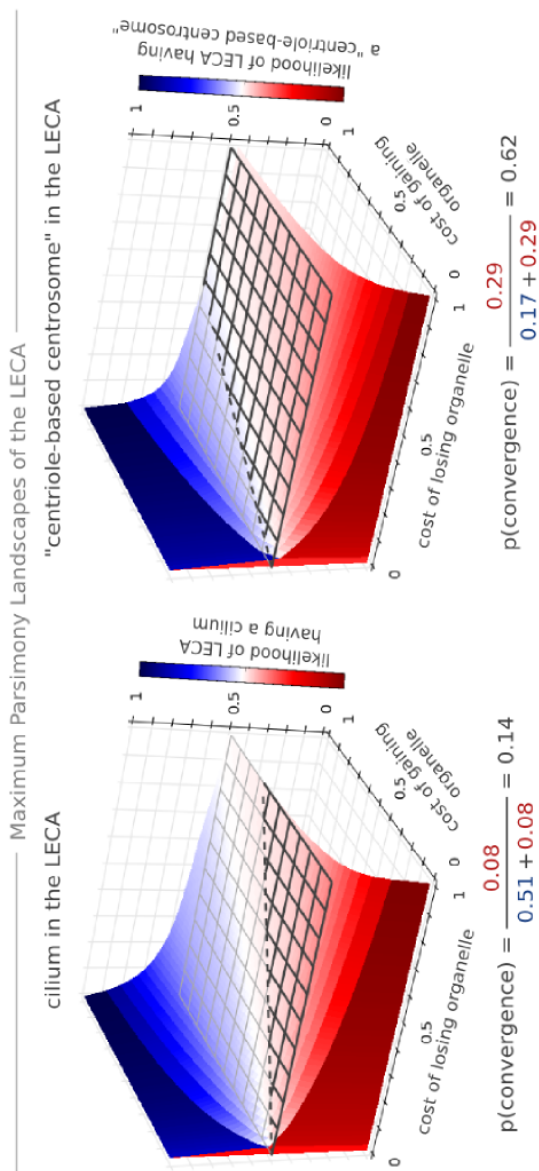 Maximum Parsimony Landscapes of the LECA
cilium in the LECA
1
0.5
0
likelihood of LECA
having a cilium
0
0.5
1
cost of losing organelle
0
0.5
1
cost of gaining
organelle
p(convergence) = 0.08 / 0.51 + 0.08 = 0.14
"centriole-based centrosome" in the LECA
1
0.5
0
likelihood of LECA having
a "centriole-based centrosome"
0
0.5
1
cost of losing organelle
0
0.5
1
cost of gaining
organelle
p(convergence) = 0.29 / 0.17 + 0.29 = 0.62